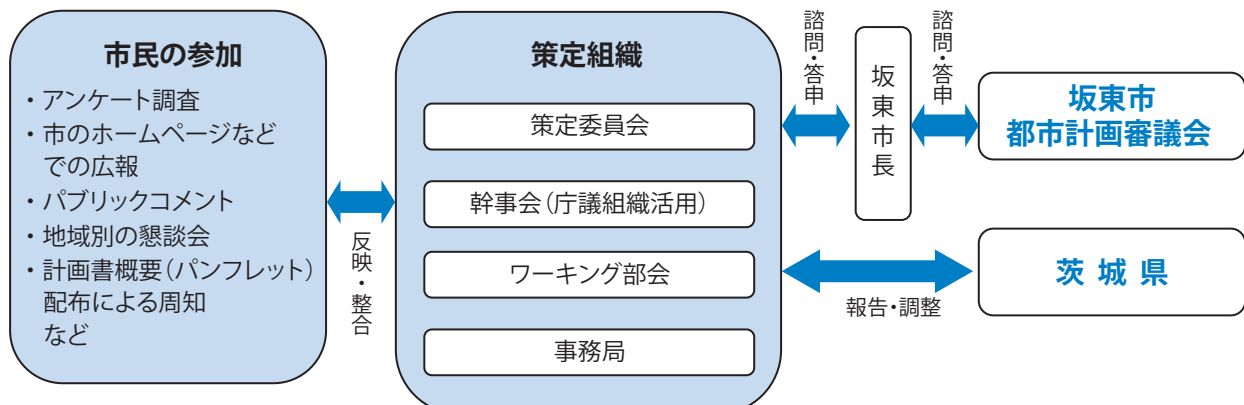 市民の参加
・アンケート調査
・市のホームページなど
での広報
・パブリックコメント
・地域別の懇談会
・計画書概要(パンフレット)
配布による周知
など
反映・整合
策定組織
策定委員会
幹事会(庁議組織活用)
ワーキング部会
事務局
諮問・答申
坂東市長
諮問・答申
坂東市
都市計画審議会
報告・調整
茨城県